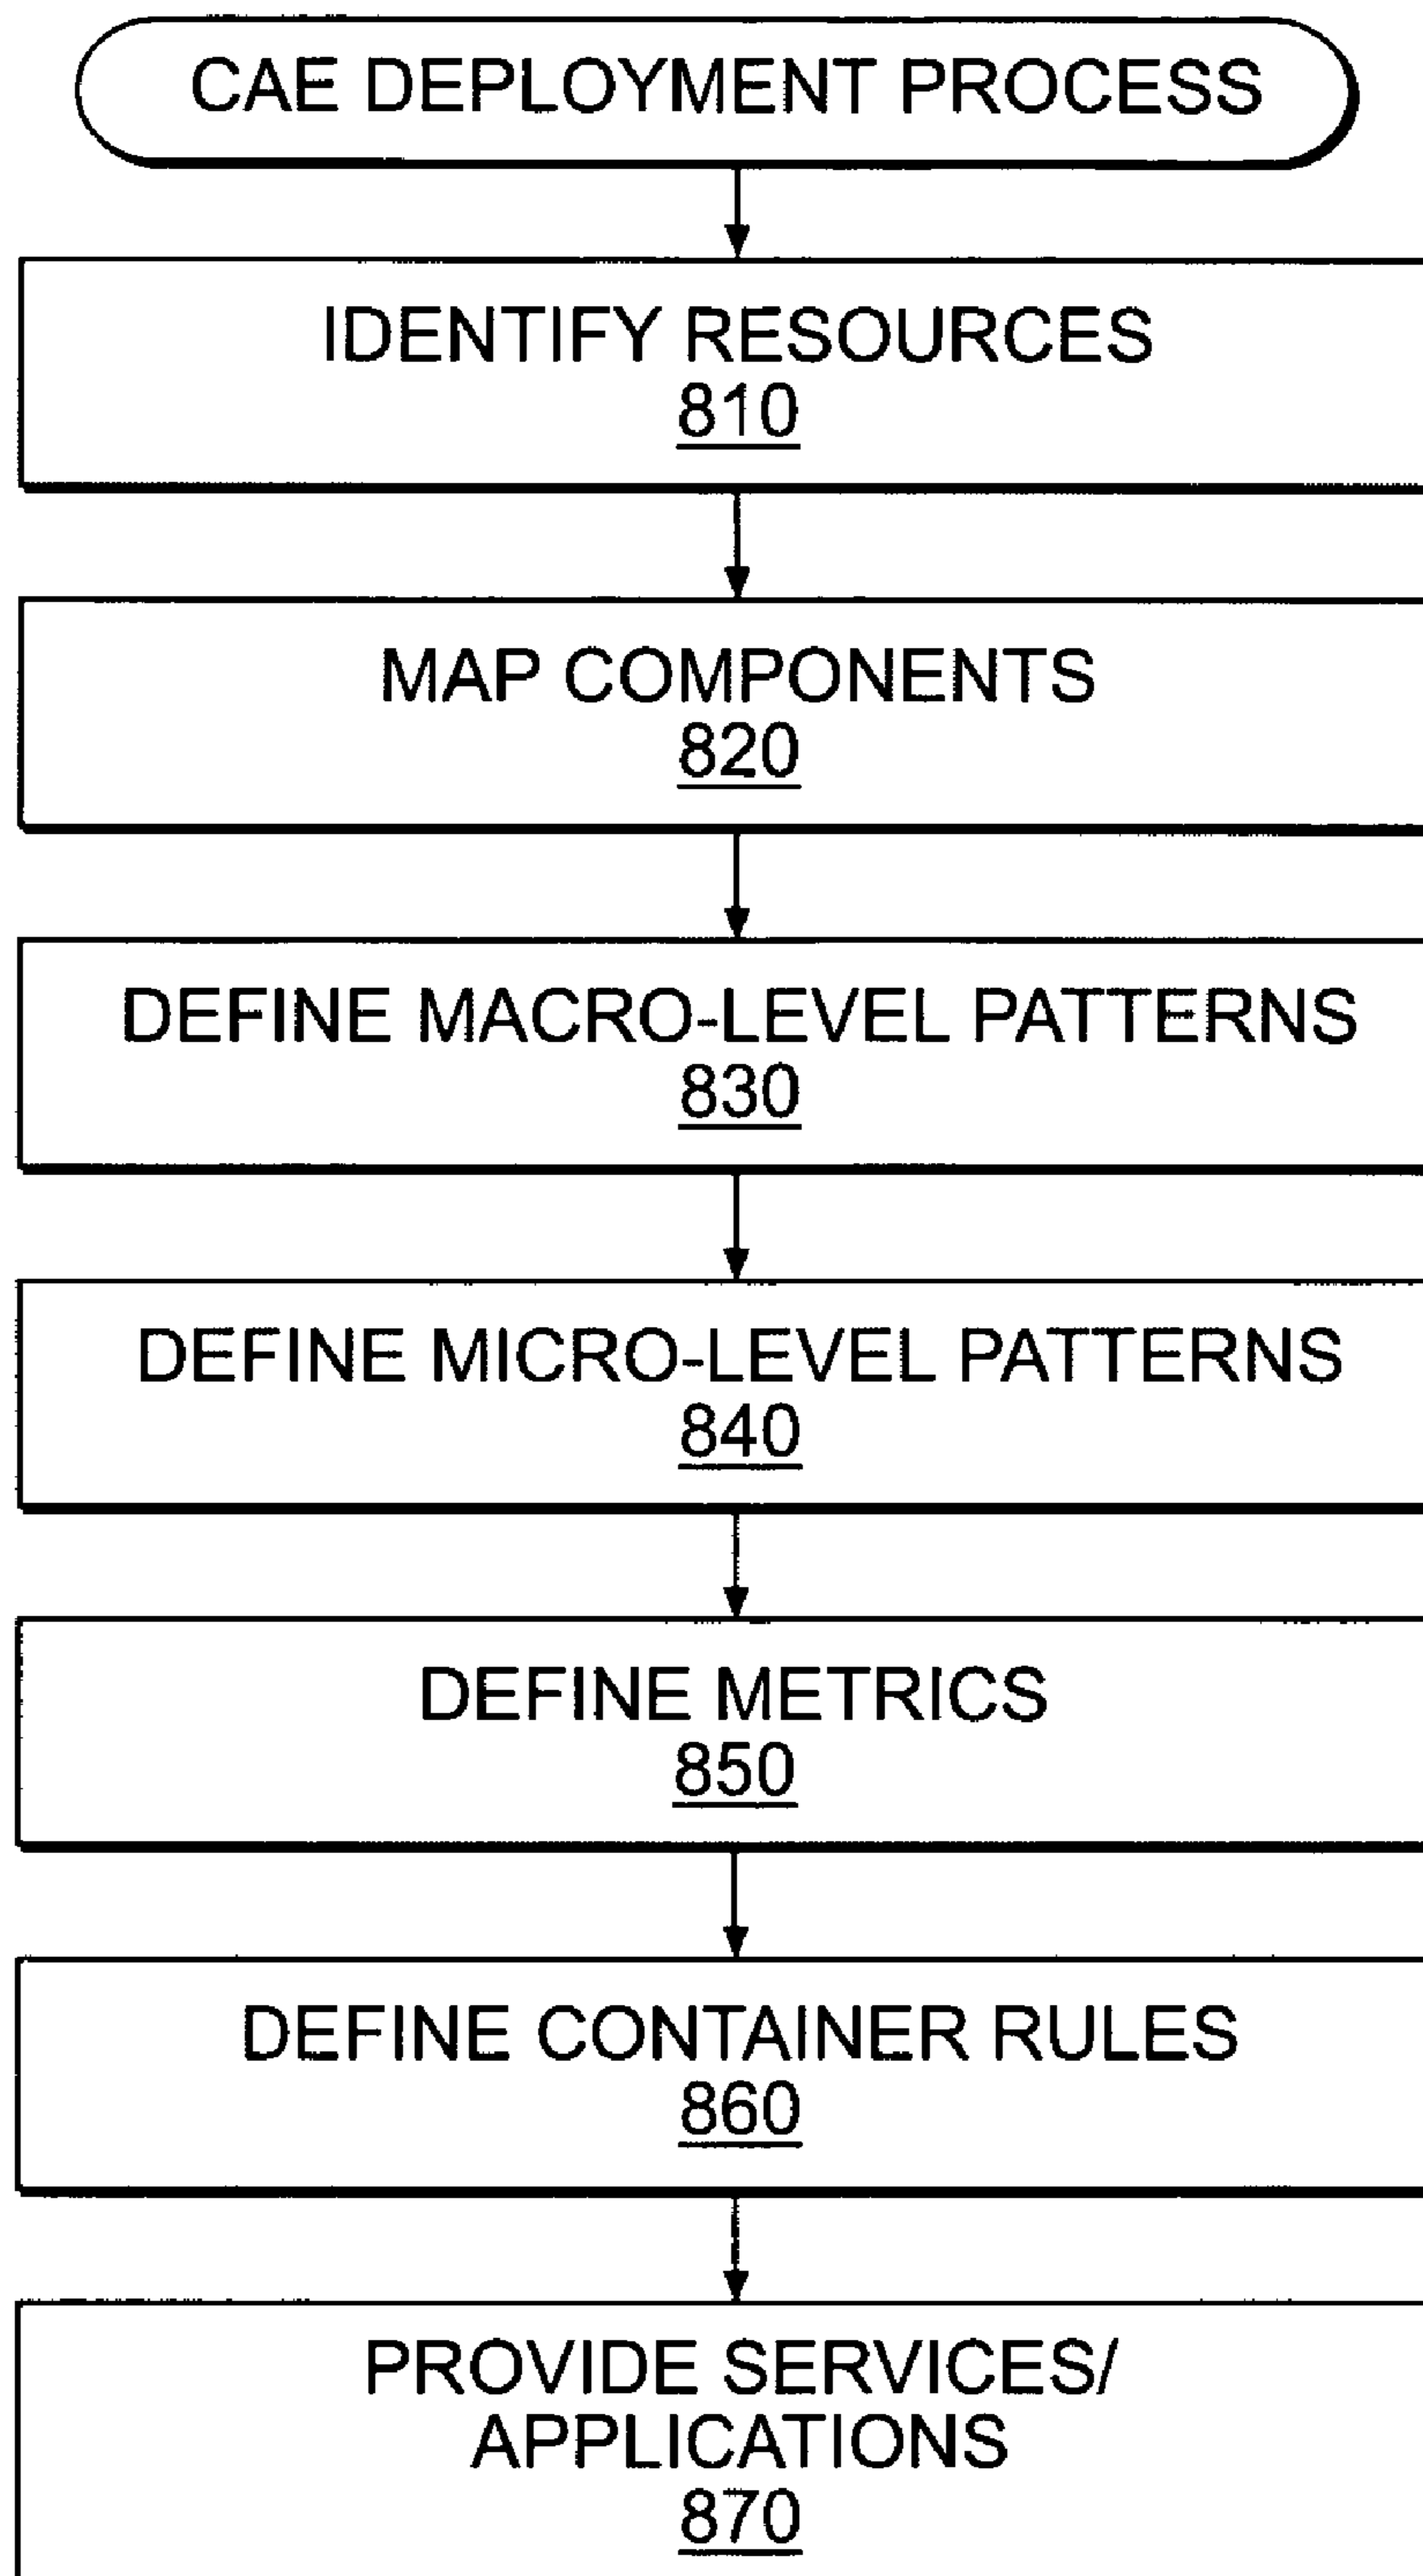 CAE DEPLOYMENT PROCESS
IDENTIFY RESOURCES
810
MAP COMPONENTS
820
DEFINE MACRO-LEVEL PATTERNS
830
DEFINE MICRO-LEVEL PATTERNS
840
DEFINE METRICS
850
DEFINE CONTAINER RULES
860
PROVIDE SERVICES/
APPLICATIONS
870